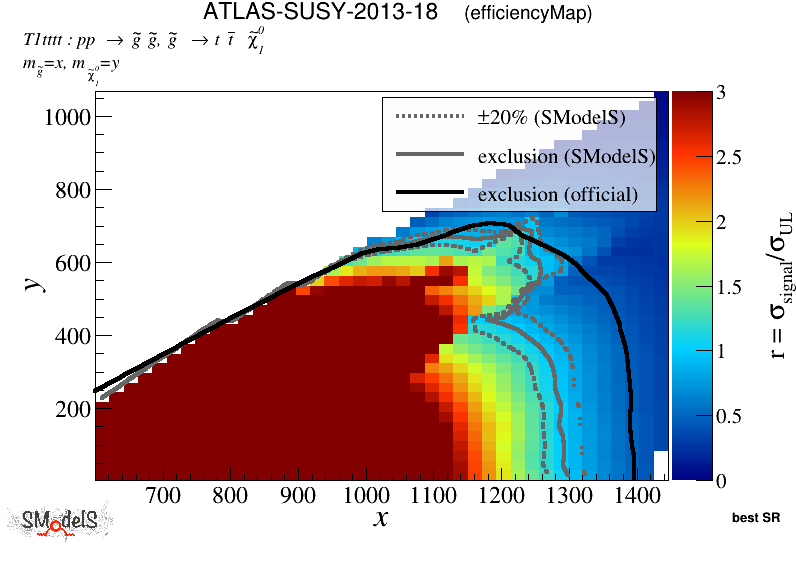 ATLAS-SUSY-2013-18 (efficiencyMap)
T1tttt : pp → g̃ g̃, g̃ → t t̄ χ̃₁⁰
m_g̃=x, m_χ̃₁⁰=y
±20% (SModelS)
exclusion (SModelS)
exclusion (official)
1000
800
600
400
200
y
700 800 900 1000 1100 1200 1300 1400
x
3
2.5
2
1.5
1
0.5
0
r = σ_signal/σ_UL
SModelS
best SR